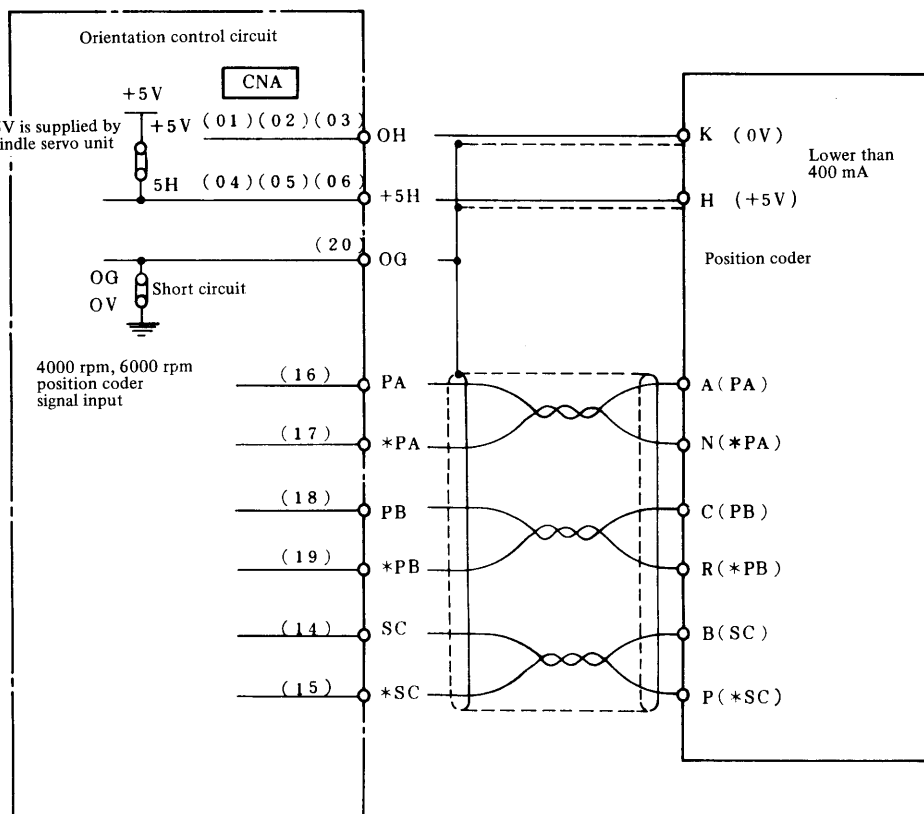 Orientation control circuit
CNA
+5V
V is supplied by
indle servo unit
+5V
(01)(02)(03)
OH
5H
(04)(05)(06)
+5H
(20)
OG
OG
OV
Short circuit
4000 rpm, 6000 rpm
position coder
signal input
(16)
PA
(17)
*PA
(18)
PB
(19)
*PB
(14)
SC
(15)
*SC
K (0V)
Lower than
400 mA
H (+5V)
Position coder
A(PA)
N(*PA)
C(PB)
R(*PB)
B(SC)
P(*SC)